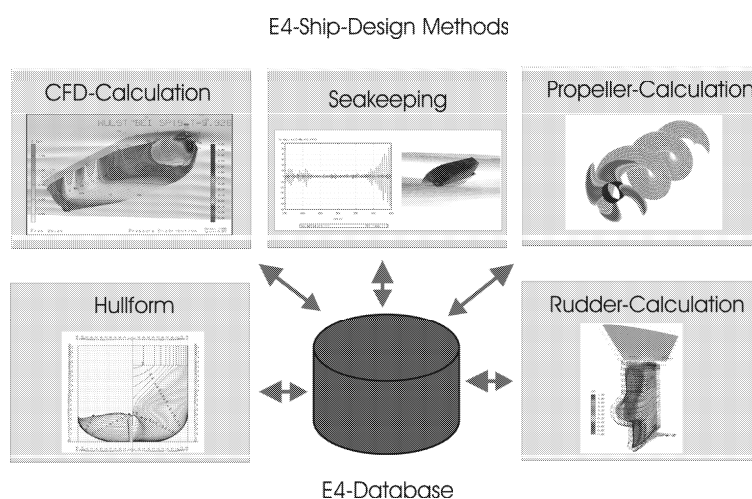 E4-Ship-Design Methods
CFD-Calculation
Seakeeping
Propeller-Calculation
Hullform
Rudder-Calculation
E4-Database